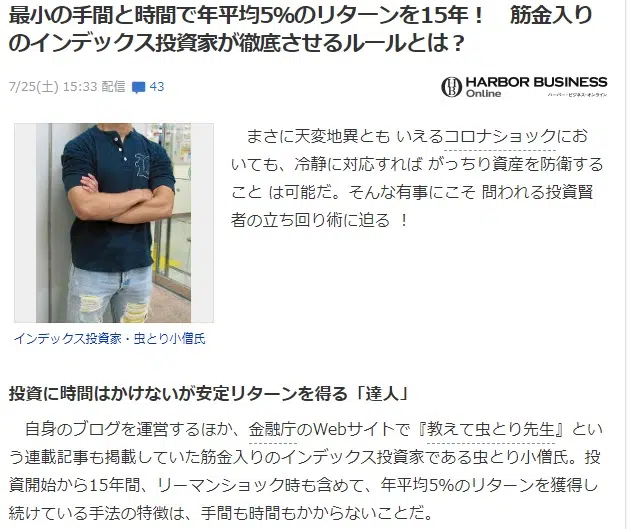 最小の手間と時間で年平均5%のリターンを15年！　筋金入り
のインデックス投資家が徹底させるルールとは？
7/25(土) 15:33 配信 43
HARBOR BUSINESS
Online
ハーバー・ビジネス・オンライン
まさに天変地異とも いえるコロナショックにお
いても、冷静に対応すれば がっちり資産を防衛する
こと は可能だ。そんな有事にこそ 問われる投資賢
者の立ち回り術に迫る ！
インデックス投資家・虫とり小僧氏
投資に時間はかけないが安定リターンを得る「達人」
自身のブログを運営するほか、金融庁のWebサイトで『教えて虫とり先生』とい
う連載記事も掲載していた筋金入りのインデックス投資家である虫とり小僧氏。投
資開始から15年間、リーマンショック時も含めて、年平均5%のリターンを獲得し
続けている手法の特徴は、手間も時間もかからないことだ。